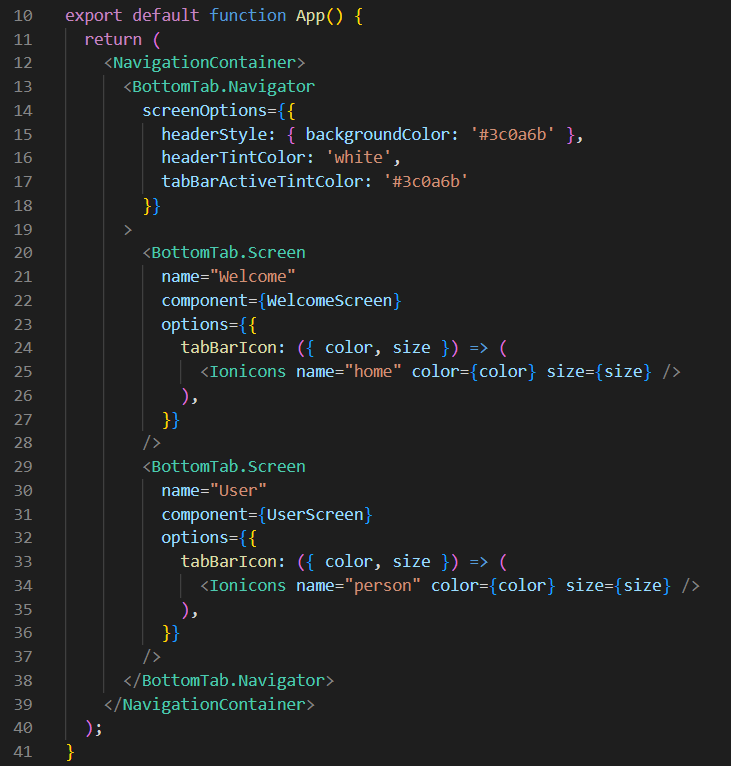 10 export default function App() {
11   return (
12     <NavigationContainer>
13       <BottomTab.Navigator
14         screenOptions={{
15           headerStyle: { backgroundColor: '#3c0a6b' },
16           headerTintColor: 'white',
17           tabBarActiveTintColor: '#3c0a6b'
18         }}
19       >
20         <BottomTab.Screen
21           name="Welcome"
22           component={WelcomeScreen}
23           options={{
24             tabBarIcon: ({ color, size }) => (
25               <Ionicons name="home" color={color} size={size} />
26             ),
27           }}
28         />
29         <BottomTab.Screen
30           name="User"
31           component={UserScreen}
32           options={{
33             tabBarIcon: ({ color, size }) => (
34               <Ionicons name="person" color={color} size={size} />
35             ),
36           }}
37         />
38       </BottomTab.Navigator>
39     </NavigationContainer>
40   );
41 }